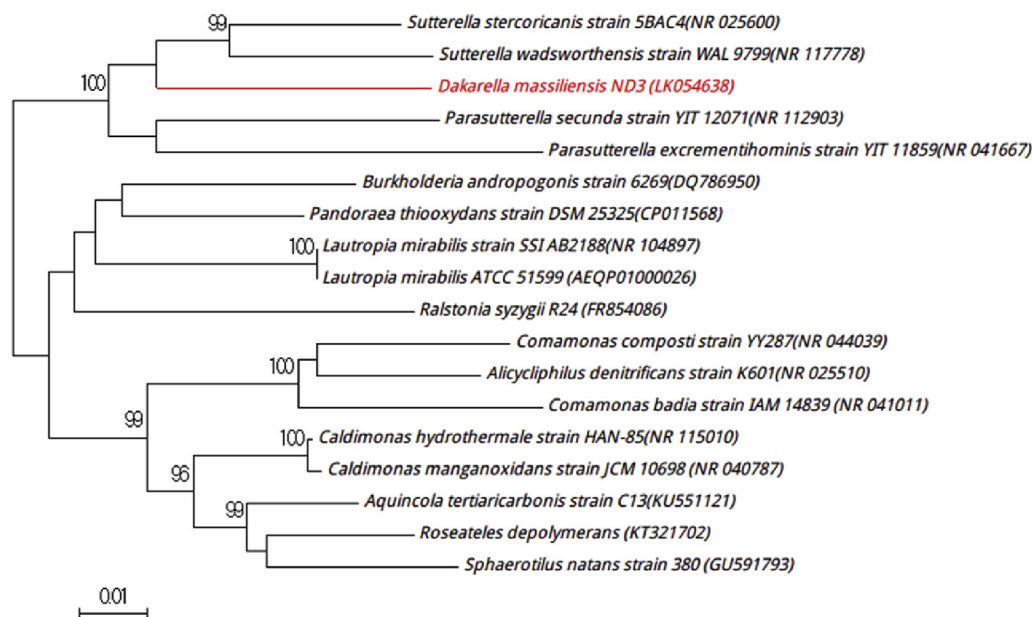 99
Sutterella stercoricanis strain 5BAC4(NR 025600)
Sutterella wadsworthensis strain WAL 9799(NR 117778)
100
Dakarella massiliensis ND3 (LK054638)
Parasutterella secunda strain YIT 12071(NR 112903)
Parasutterella excrementihominis strain YIT 11859(NR 041667)
Burkholderia andropogonis strain 6269(DQ786950)
Pandoraea thiooxydans strain DSM 25325(CP011568)
100
Lautropia mirabilis strain SSI AB2188(NR 104897)
Lautropia mirabilis ATCC 51599 (AEQP01000026)
Ralstonia syzygii R24 (FR854086)
Comamonas composti strain YY287(NR 044039)
100
Alicycliphilus denitrificans strain K601(NR 025510)
Comamonas badia strain IAM 14839 (NR 041011)
99
100
Caldimonas hydrothermale strain HAN-85(NR 115010)
Caldimonas manganoxidans strain JCM 10698 (NR 040787)
96
99
Aquincola tertiaricarbonis strain C13(KU551121)
Roseateles depolymerans (KT321702)
Sphaerotilus natans strain 380 (GU591793)
0.01